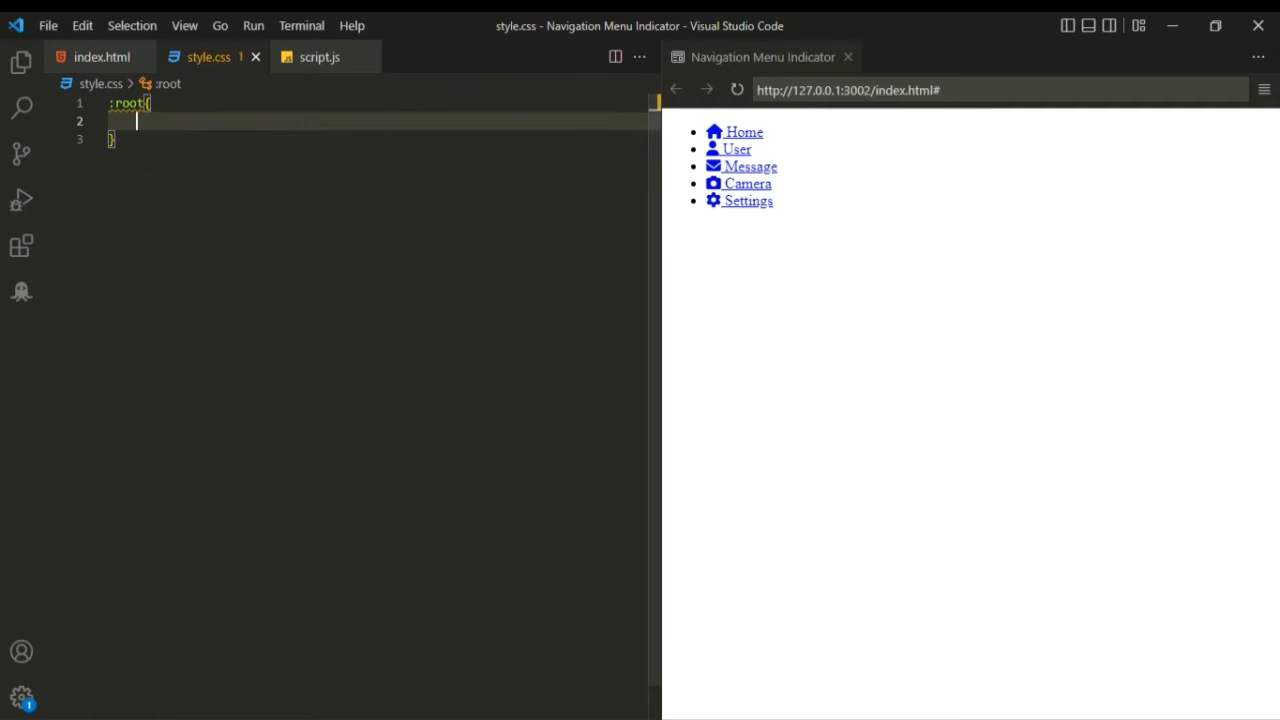 File Edit Selection View Go Run Terminal Help
style.css - Navigation Menu Indicator - Visual Studio Code
index.html
style.css 1
script.js
Navigation Menu Indicator
style.css > :root
http://127.0.0.1:3002/index.html#
1 :root{
2
3 }
Home
User
Message
Camera
Settings
1